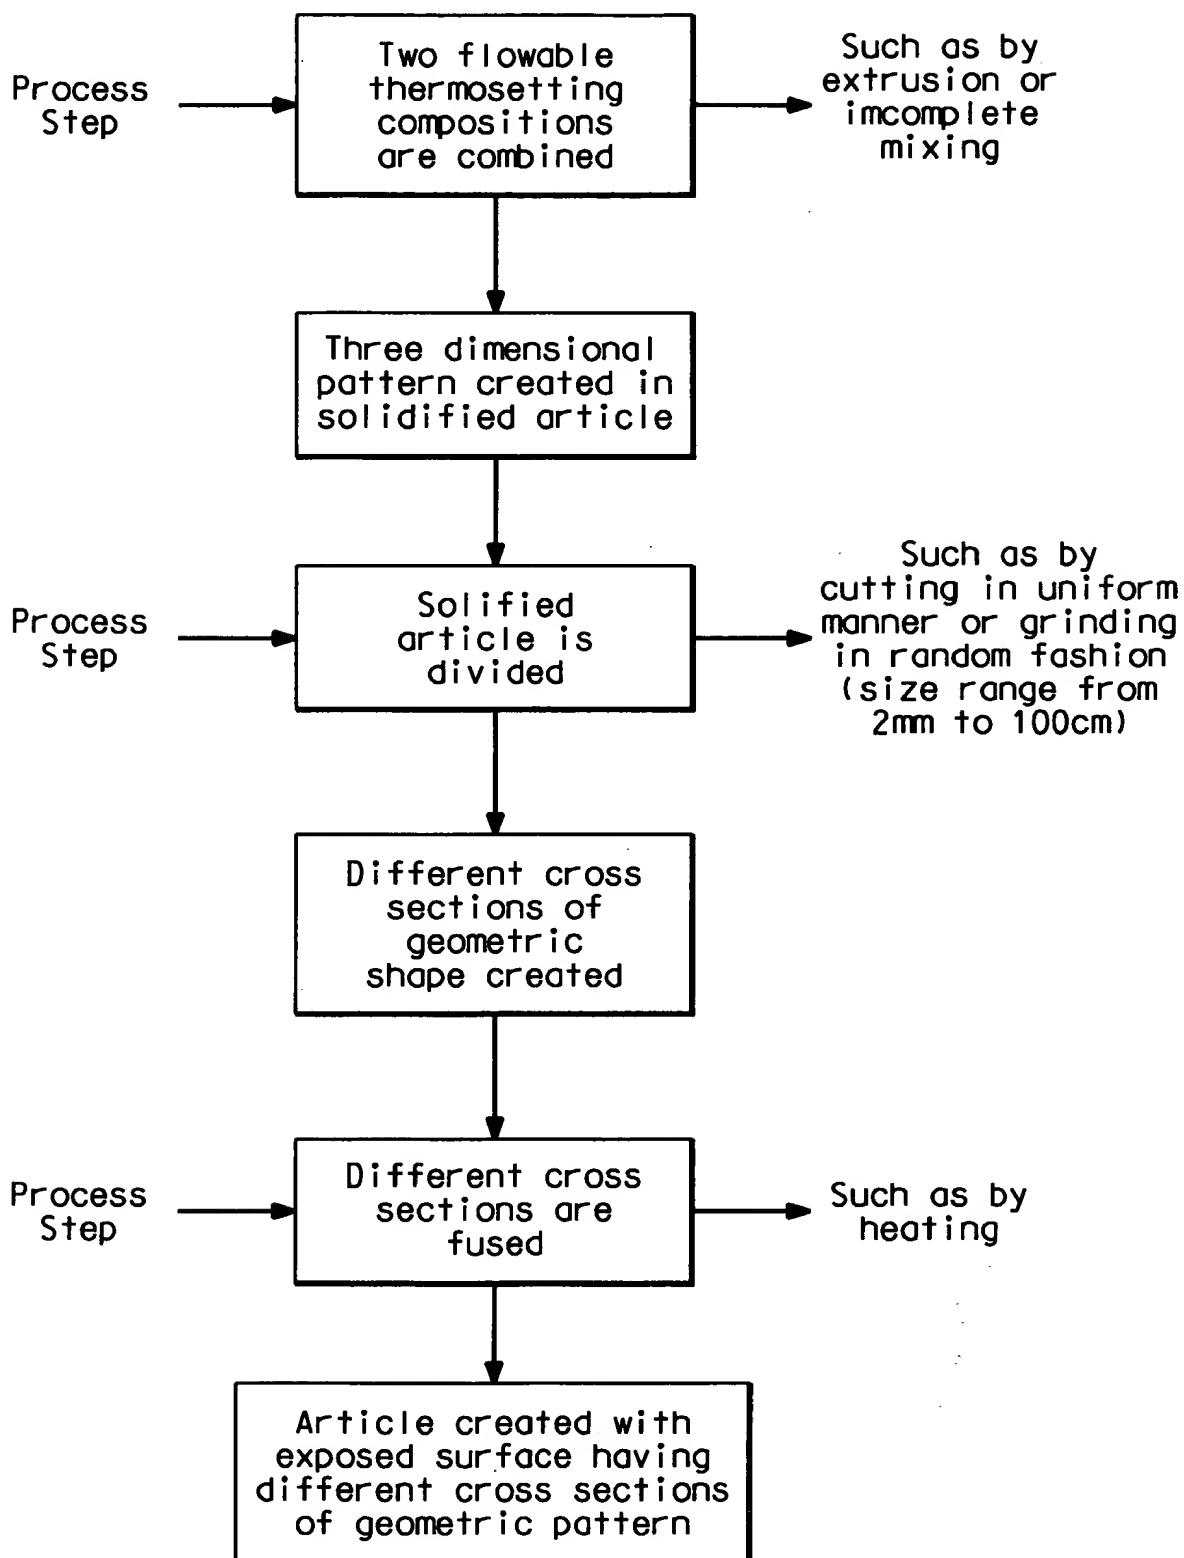 Process
Step
Two flowable
thermosetting
compositions
are combined
Such as by
extrusion or
imcomplete
mixing
Three dimensional
pattern created in
solidified article
Process
Step
Solified
article is
divided
Such as by
cutting in uniform
manner or grinding
in random fashion
(size range from
2mm to 100cm)
Different cross
sections of
geometric
shape created
Process
Step
Different cross
sections are
fused
Such as by
heating
Article created with
exposed surface having
different cross sections
of geometric pattern